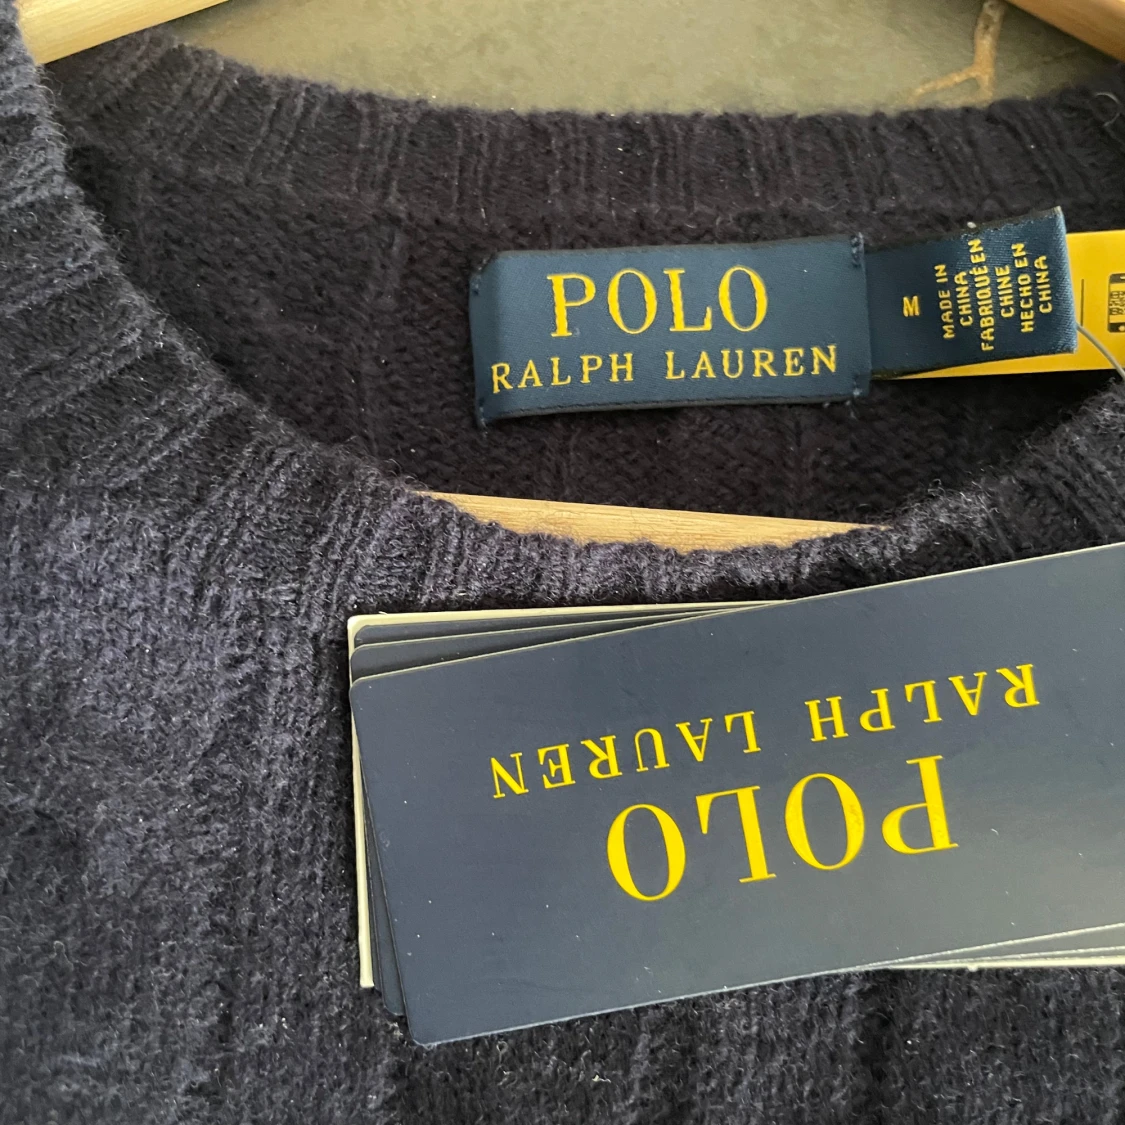 POLO
RALPH LAUREN
M
MADE IN
CHINA
FABRIQUÉ EN
CHINE
HECHO EN
CHINA
RALPH LAUREN
POLO